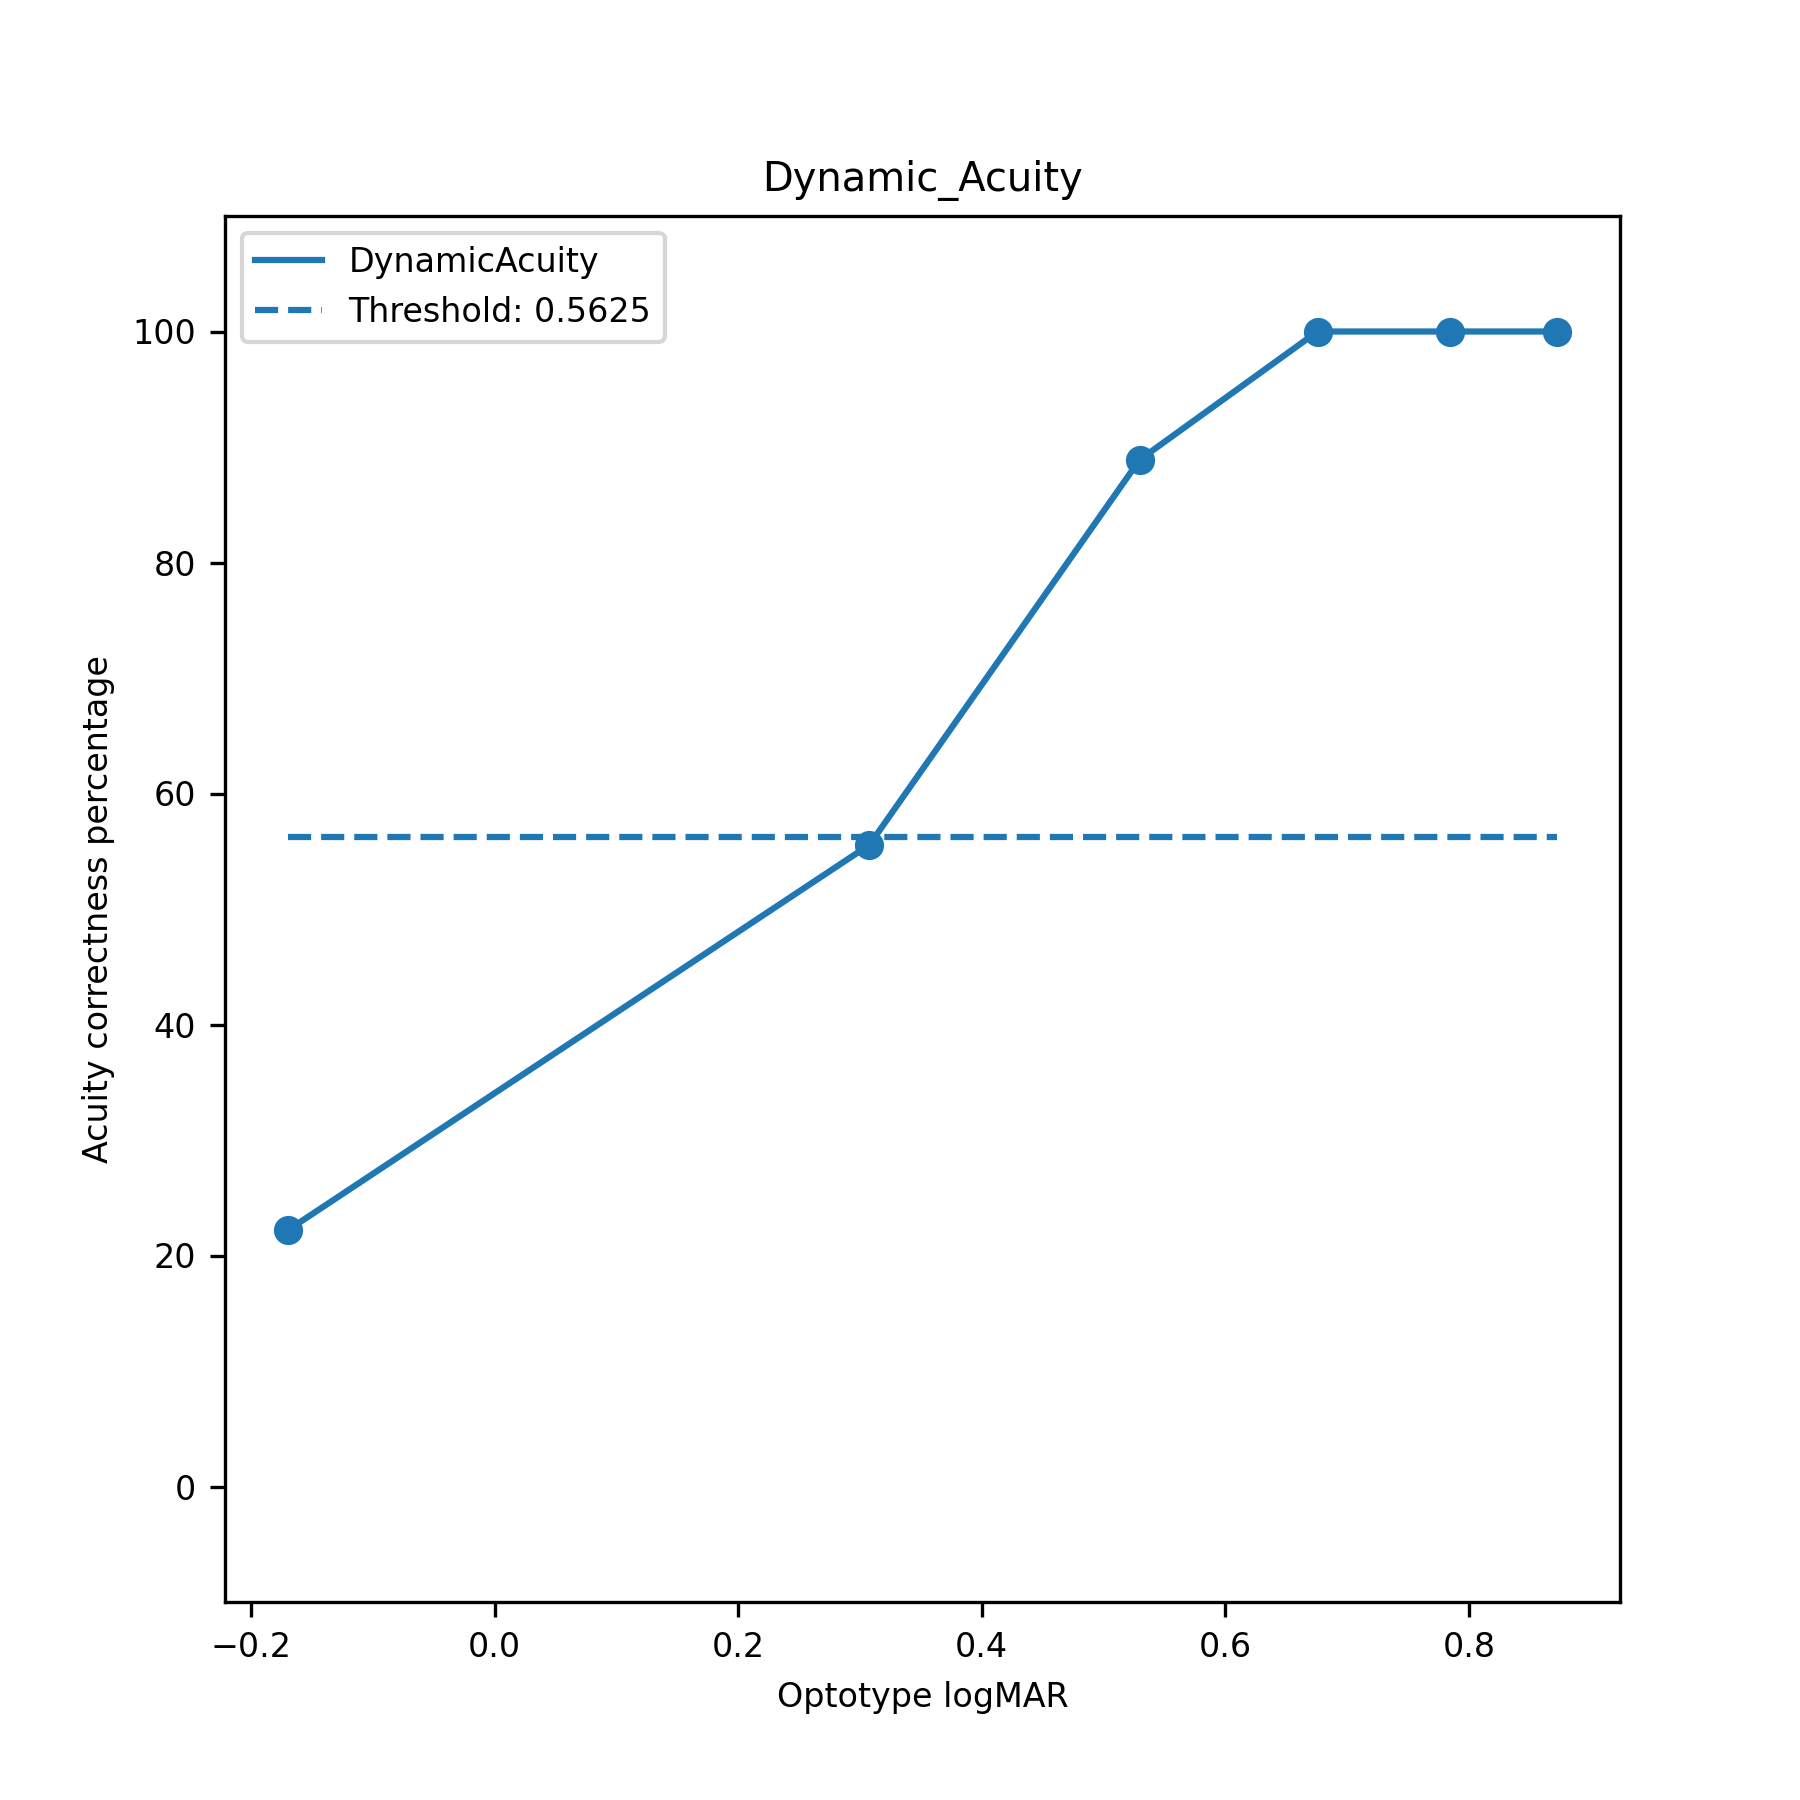 Dynamic_Acuity
DynamicAcuity
Threshold: 0.5625
100
80
60
40
20
0
Acuity correctness percentage
−0.2 0.0 0.2 0.4 0.6 0.8
Optotype logMAR